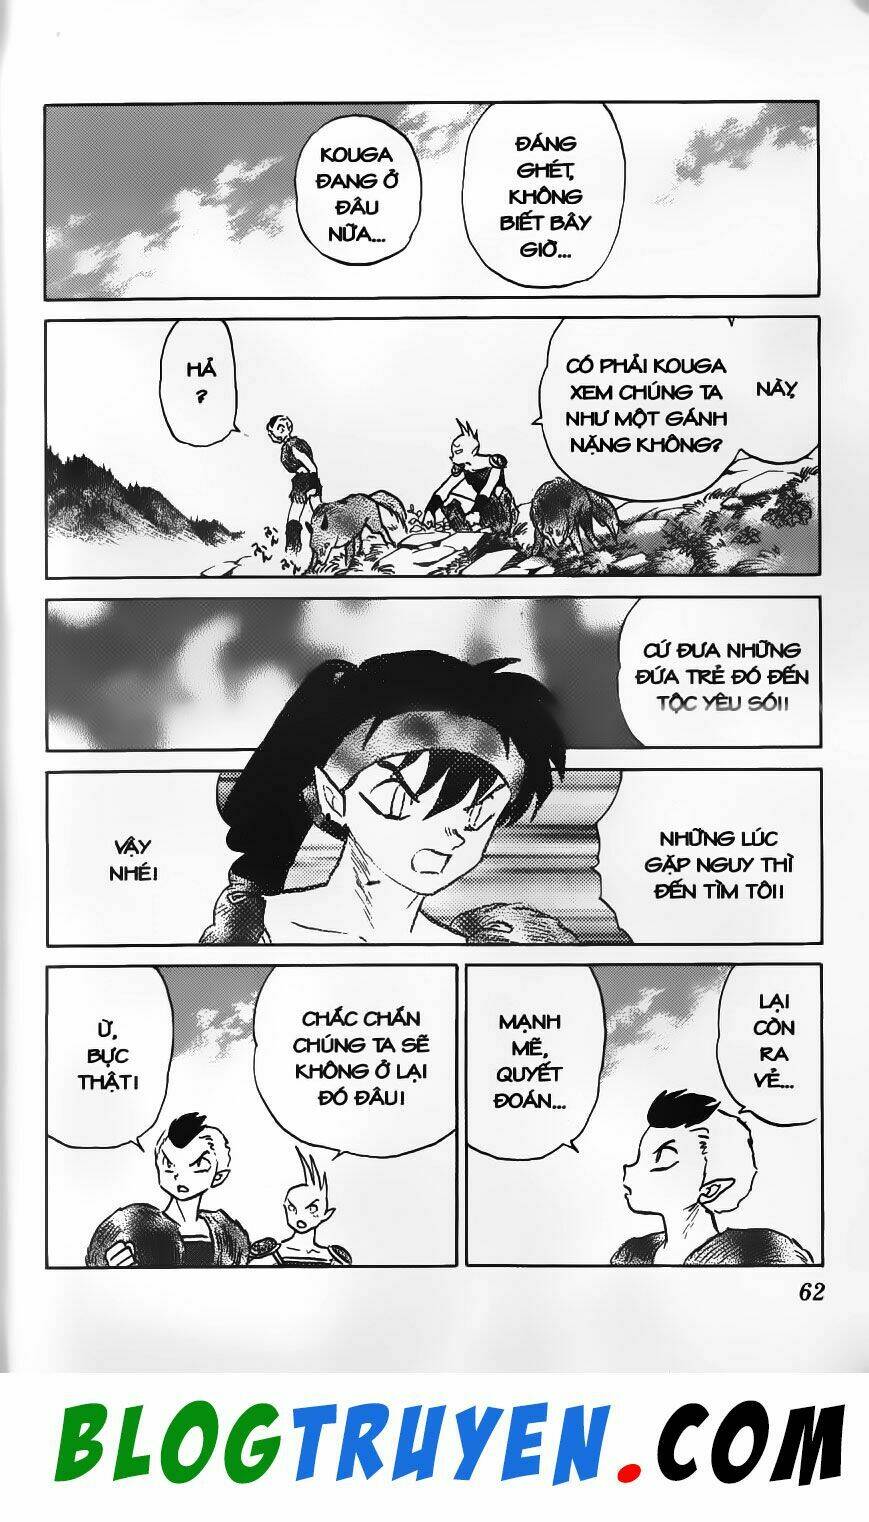 ĐÁNG
GHÉT,
KHÔNG
BIẾT BÂY
GIỜ...
KOUGA
ĐANG Ở
ĐÂU
NỮA...
NÀY,
CÓ PHẢI KOUGA
XEM CHÚNG TA
NHƯ MỘT GÁNH
NẶNG KHÔNG?
HẢ
?
CỨ ĐƯA NHỮNG
ĐỨA TRẺ ĐÓ ĐẾN
TỘC YÊU SÓI!
NHỮNG LÚC
GẶP NGUY THÌ
ĐẾN TÌM TÔI!
VẬY
NHÉ!
LẠI
CÒN
RA
VẺ...
MẠNH
MẼ,
QUYẾT
ĐOÁN...
CHẮC CHẮN
CHÚNG TA SẼ
KHÔNG Ở LẠI
ĐÓ ĐÂU!
Ừ,
BỰC
THẬT!
62
BLOGTRUYEN.COM